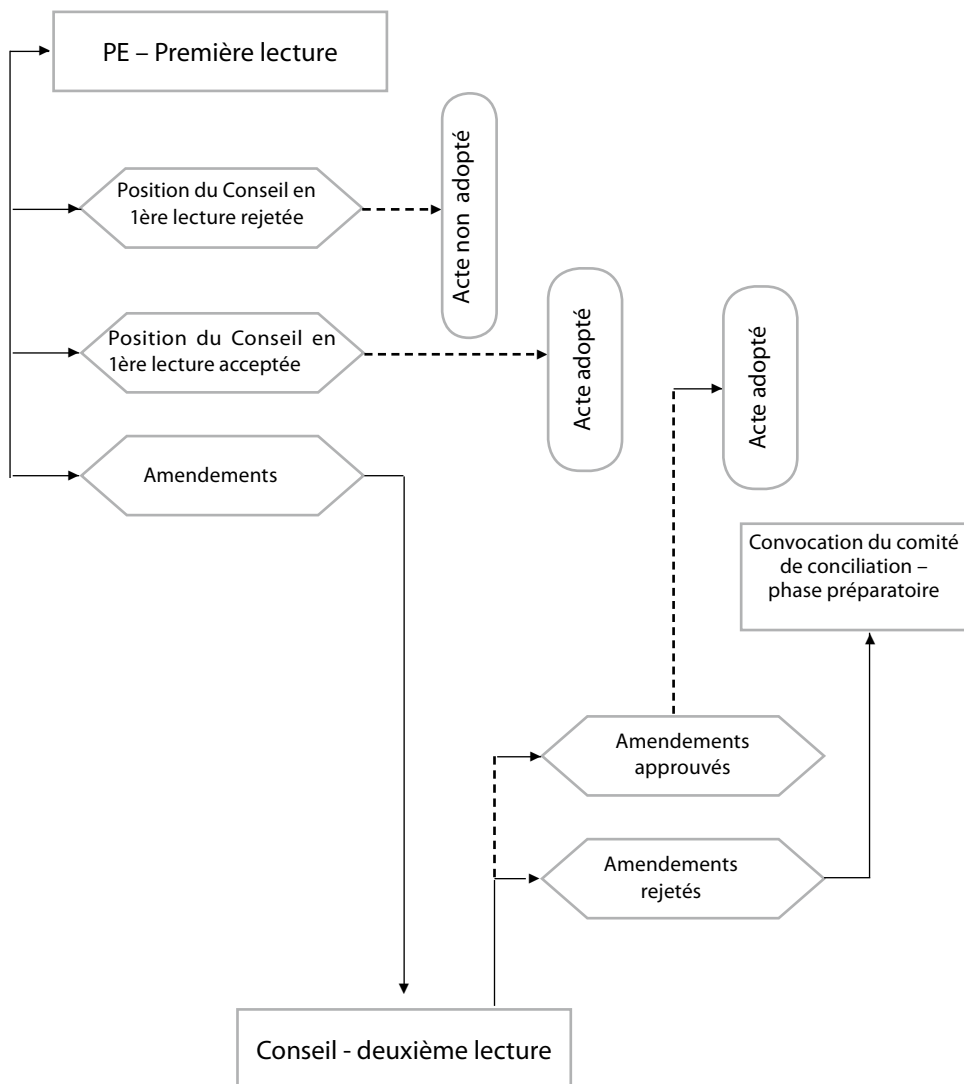 PE – Première lecture
Position du Conseil en
1ère lecture rejetée
Acte non adopté
Position du Conseil en
1ère lecture acceptée
Acte adopté
Acte adopté
Amendements
Convocation du comité
de conciliation –
phase préparatoire
Amendements
approuvés
Amendements
rejetés
Conseil - deuxième lecture